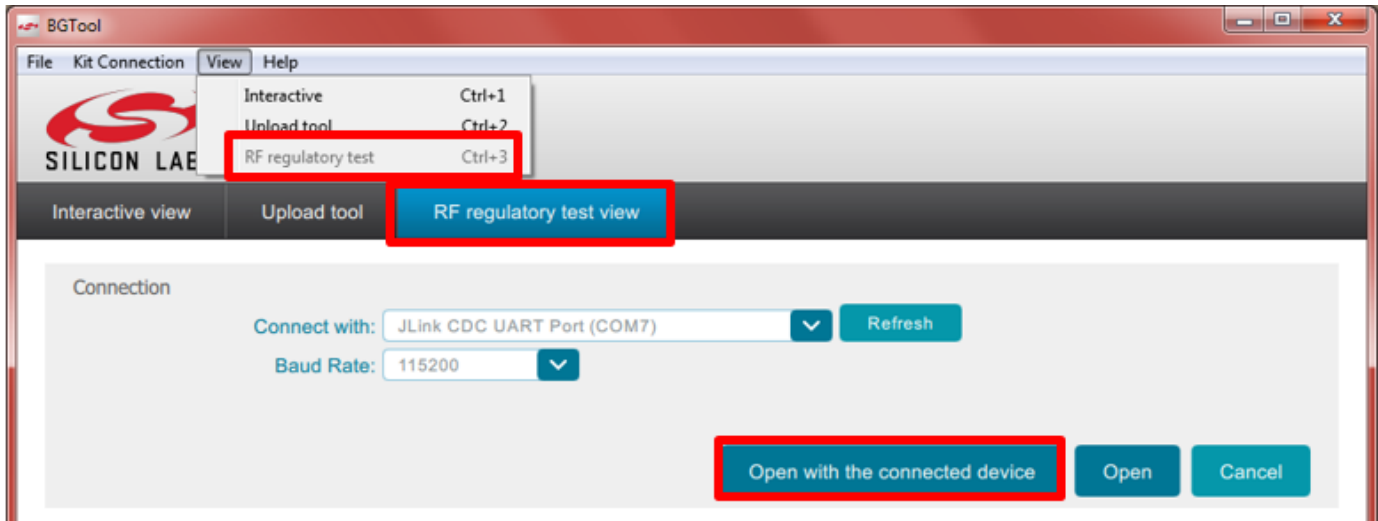 BGTool
File Kit Connection View Help
Interactive Ctrl+1
Upload tool Ctrl+2
RF regulatory test Ctrl+3
SILICON LAB
Interactive view Upload tool RF regulatory test view
Connection
Connect with: JLink CDC UART Port (COM7) Refresh
Baud Rate: 115200
Open with the connected device Open Cancel